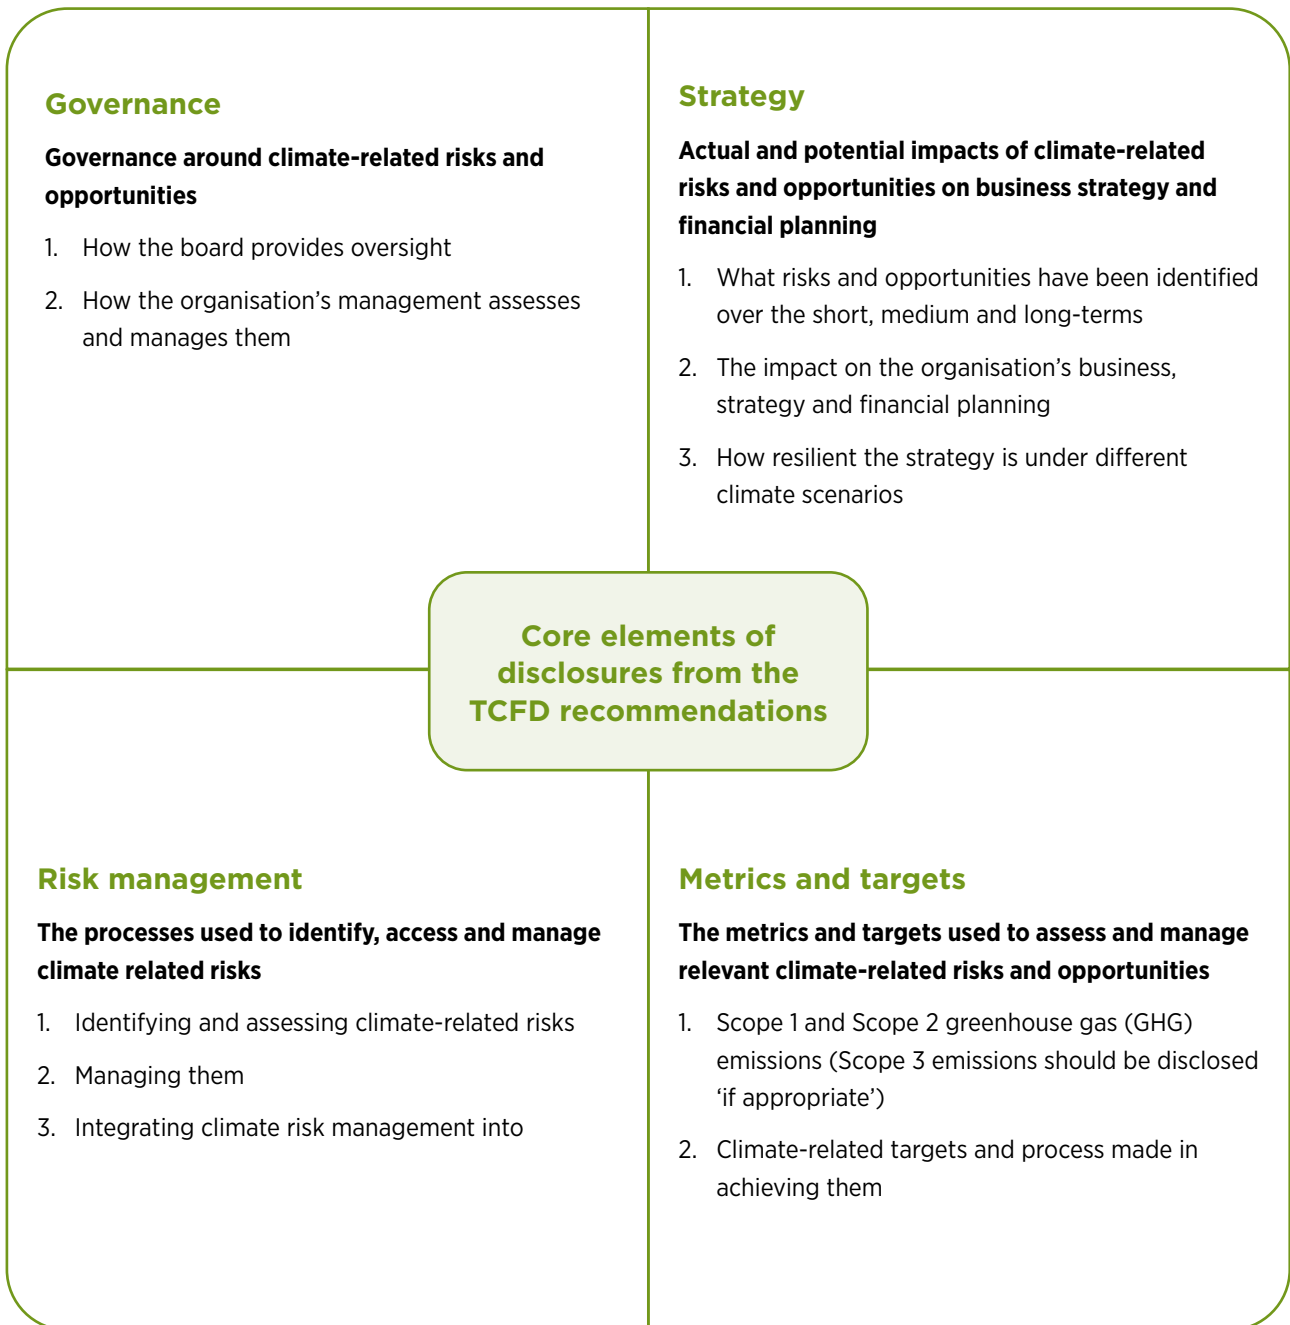 Governance
Governance around climate-related risks and
opportunities
1. How the board provides oversight
2. How the organisation’s management assesses
and manages them
Strategy
Actual and potential impacts of climate-related
risks and opportunities on business strategy and
financial planning
1. What risks and opportunities have been identified
over the short, medium and long-terms
2. The impact on the organisation’s business,
strategy and financial planning
3. How resilient the strategy is under different
climate scenarios
Core elements of
disclosures from the
TCFD recommendations
Risk management
The processes used to identify, access and manage
climate related risks
1. Identifying and assessing climate-related risks
2. Managing them
3. Integrating climate risk management into
Metrics and targets
The metrics and targets used to assess and manage
relevant climate-related risks and opportunities
1. Scope 1 and Scope 2 greenhouse gas (GHG)
emissions (Scope 3 emissions should be disclosed
‘if appropriate’)
2. Climate-related targets and process made in
achieving them